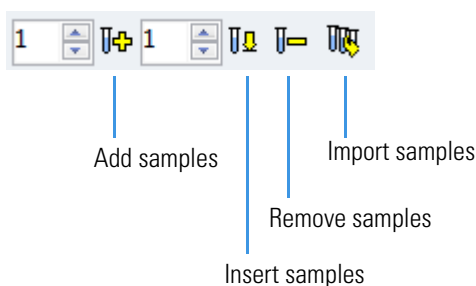 1 1
Add samples
Import samples
Remove samples
Insert samples